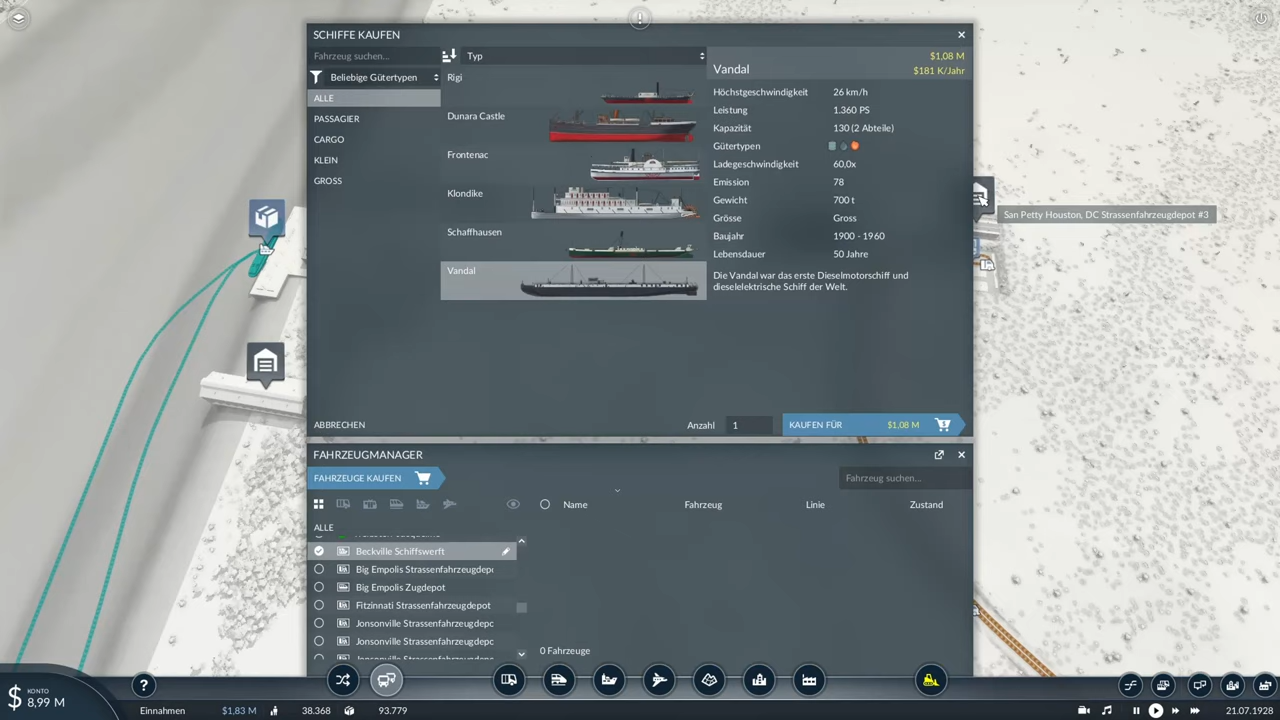 SCHIFFE KAUFEN
Fahrzeug suchen...
Typ
Beliebige Gütertypen
ALLE
PASSAGIER
CARGO
KLEIN
GROSS
Rigi
Dunara Castle
Frontenac
Klondike
Schaffhausen
Vandal
$1,08 M
Vandal
$181 K/Jahr
Höchstgeschwindigkeit 26 km/h
Leistung 1.360 PS
Kapazität 130 (2 Abteile)
Gütertypen
Ladegeschwindigkeit 60,0x
Emission 78
Gewicht 700 t
Grösse Gross
Baujahr 1900 - 1960
Lebensdauer 50 Jahre
Die Vandal war das erste Dieselmotorschiff und
dieselelektrische Schiff der Welt.
San Petty Houston, DC Strassenfahrzeugdepot #3
ABBRECHEN
Anzahl 1
KAUFEN FÜR $1,08 M
FAHRZEUGMANAGER
FAHRZEUGE KAUFEN
Fahrzeug suchen...
Name Fahrzeug Linie Zustand
ALLE
Beckville Schiffswerft
Big Empolis Strassenfahrzeugdepo
Big Empolis Zugdepot
Fitzinnati Strassenfahrzeugdepot
Jonsonville Strassenfahrzeugdepo
Jonsonville Strassenfahrzeugdepo
0 Fahrzeuge
?
$ KONTO
8,99 M
Einnahmen $1,83 M 38.368 93.779
21.07.1928